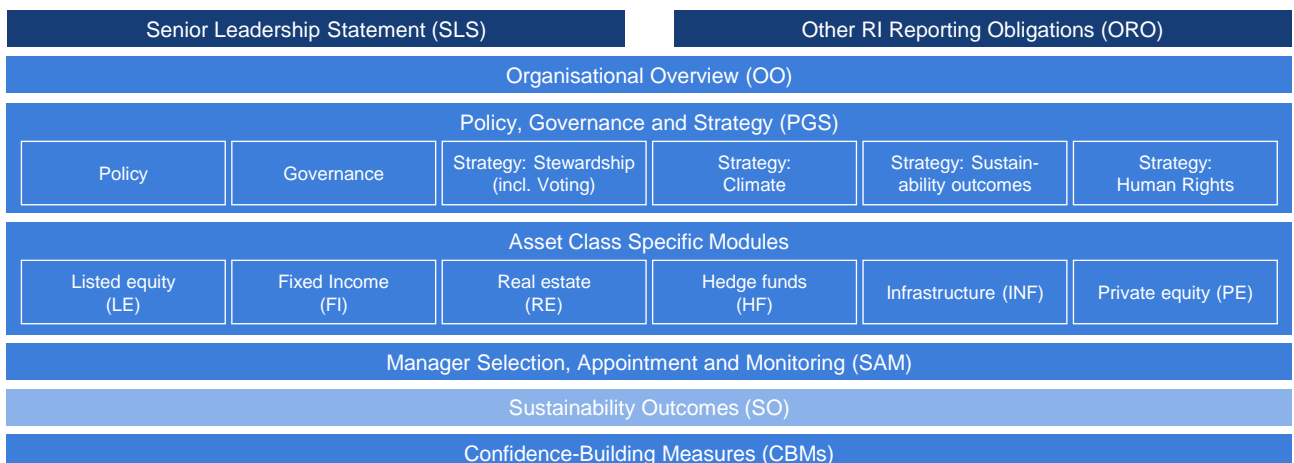 Senior Leadership Statement (SLS)
Other RI Reporting Obligations (ORO)
Organisational Overview (OO)
Policy, Governance and Strategy (PGS)
Policy
Governance
Strategy: Stewardship
(incl. Voting)
Strategy:
Climate
Strategy: Sustain-
ability outcomes
Strategy:
Human Rights
Asset Class Specific Modules
Listed equity
(LE)
Fixed Income
(FI)
Real estate
(RE)
Hedge funds
(HF)
Infrastructure (INF)
Private equity (PE)
Manager Selection, Appointment and Monitoring (SAM)
Sustainability Outcomes (SO)
Confidence-Building Measures (CBMs)